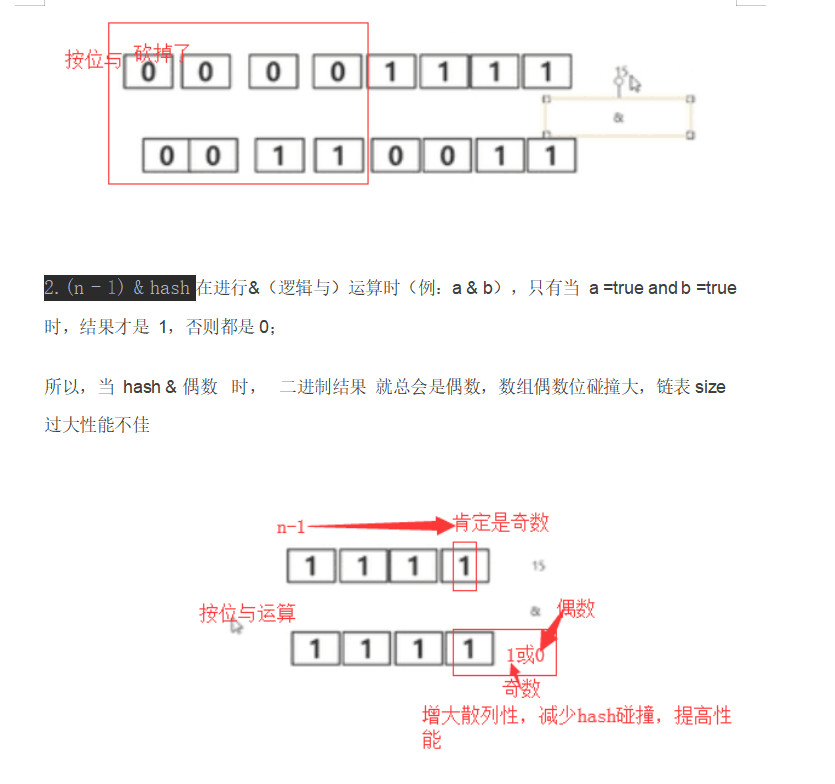 按位与 砍掉了
0 0 0 0 1 1 1 1 15
&
0 0 1 1 0 0 1 1
2. (n - 1) & hash 在进行&（逻辑与）运算时（例：a & b），只有当 a =true and b =true
时，结果才是 1，否则都是 0；
所以，当 hash & 偶数 时， 二进制结果 就总会是偶数，数组偶数位碰撞大，链表 size
过大性能不佳
n-1 肯定是奇数
1 1 1 1 15
按位与运算 & 偶数
1 1 1 1 1或0
奇数
增大散列性，减少hash碰撞，提高性
能